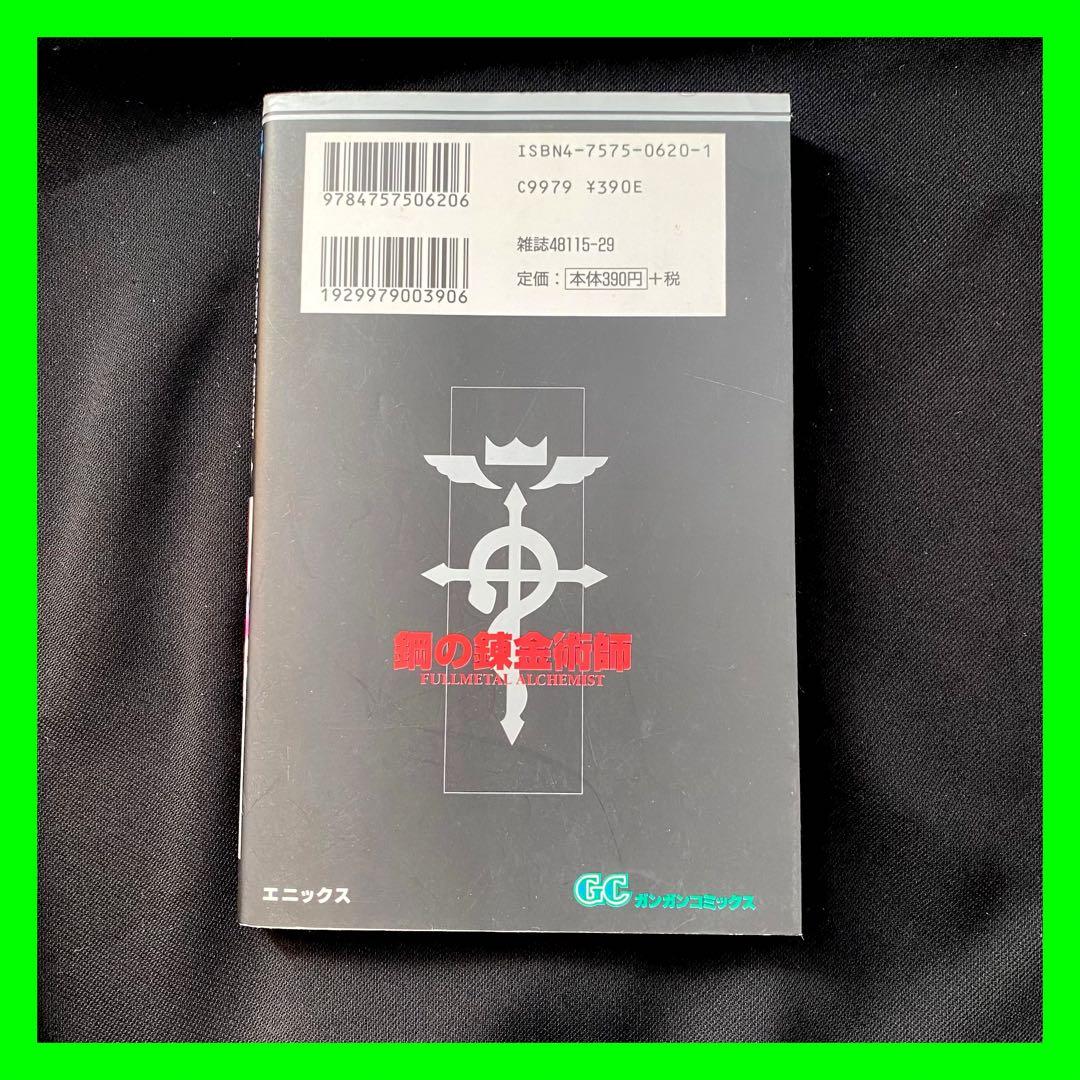 ISBN4-7575-0620-1
9784757506206
C9979 ¥390E
雑誌48115-29
1929979003906
定価：本体390円+税
鋼の錬金術師
FULLMETAL ALCHEMIST
エニックス
GC ガンガンコミックス